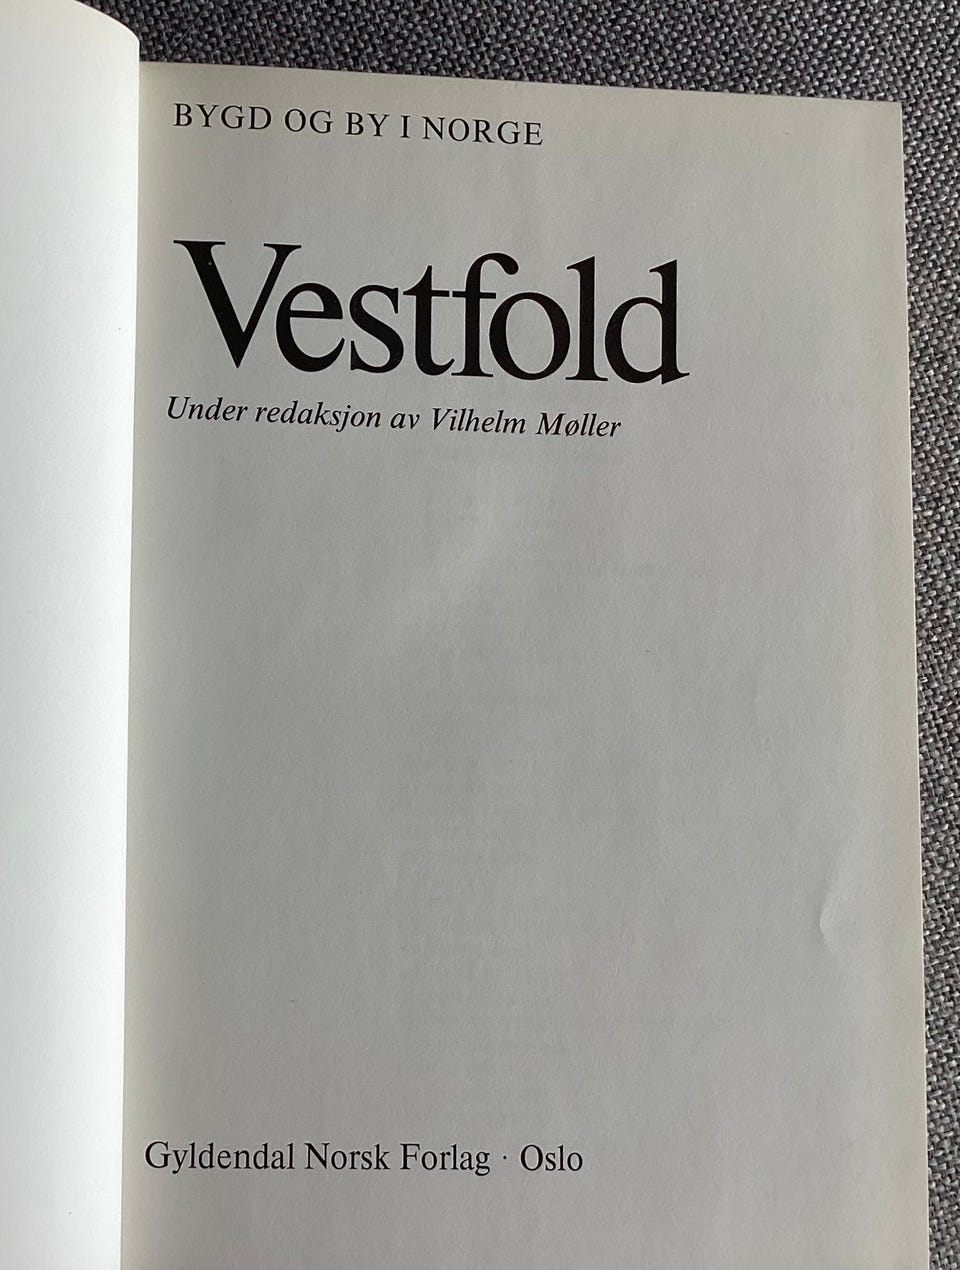 BYGD OG BY I NORGE
Vestfold
Under redaksjon av Vilhelm Møller
Gyldendal Norsk Forlag · Oslo